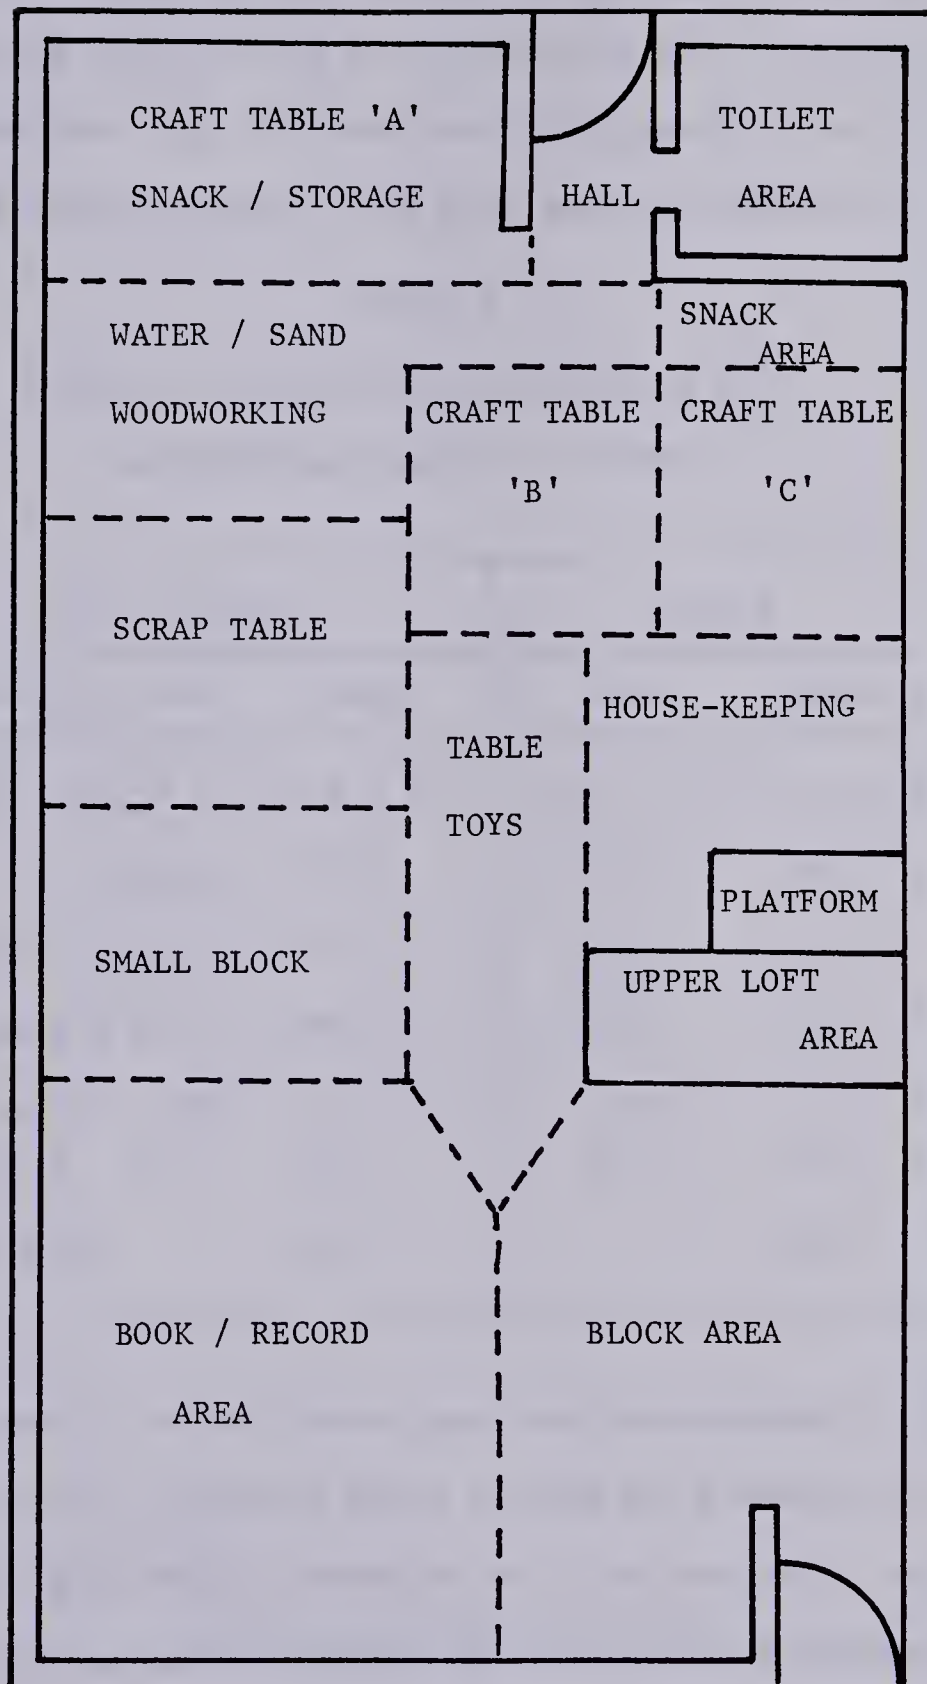 CRAFT TABLE 'A'
SNACK / STORAGE
HALL
TOILET
AREA
WATER / SAND
WOODWORKING
SNACK
AREA
CRAFT TABLE
'B'
CRAFT TABLE
'C'
SCRAP TABLE
HOUSE-KEEPING
TABLE
TOYS
PLATFORM
SMALL BLOCK
UPPER LOFT
AREA
BOOK / RECORD
AREA
BLOCK AREA